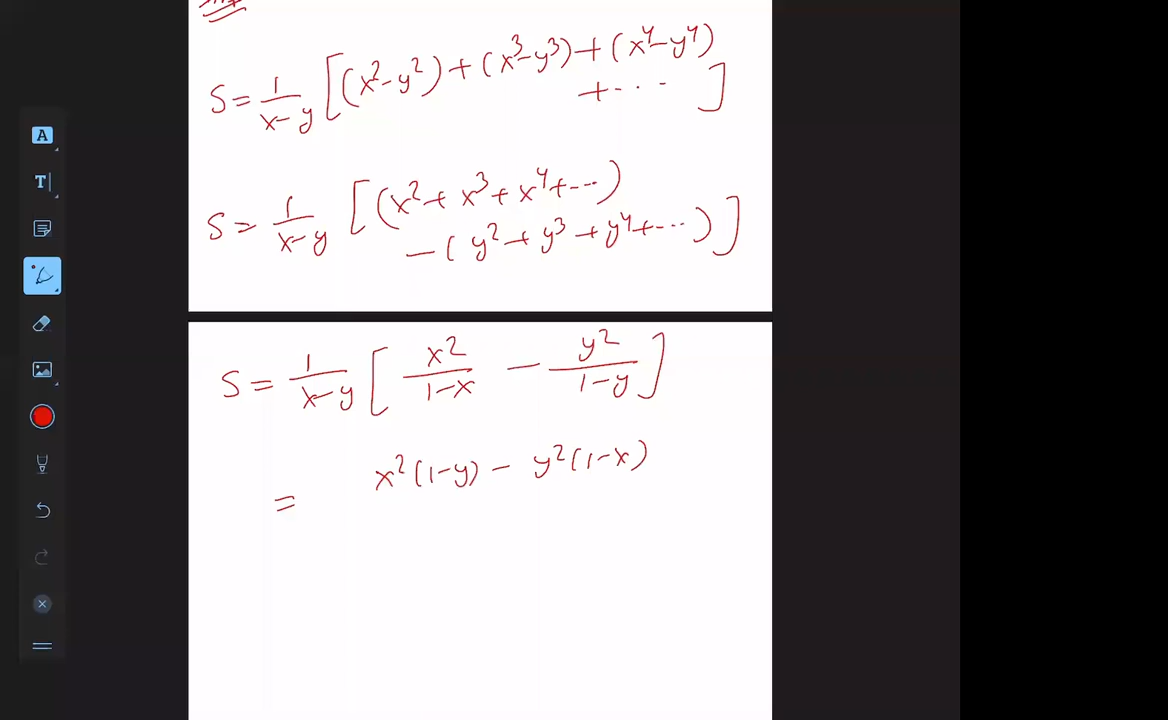 S = 1/(x-y) [(x²-y²) + (x³-y³) + (x⁴-y⁴)
+ ... ]
S = 1/(x-y) [(x² + x³ + x⁴ + ...)
- (y² + y³ + y⁴ + ...)]
S = 1/(x-y) [ x²/(1-x) - y²/(1-y) ]
x²(1-y) - y²(1-x)
=
A
T